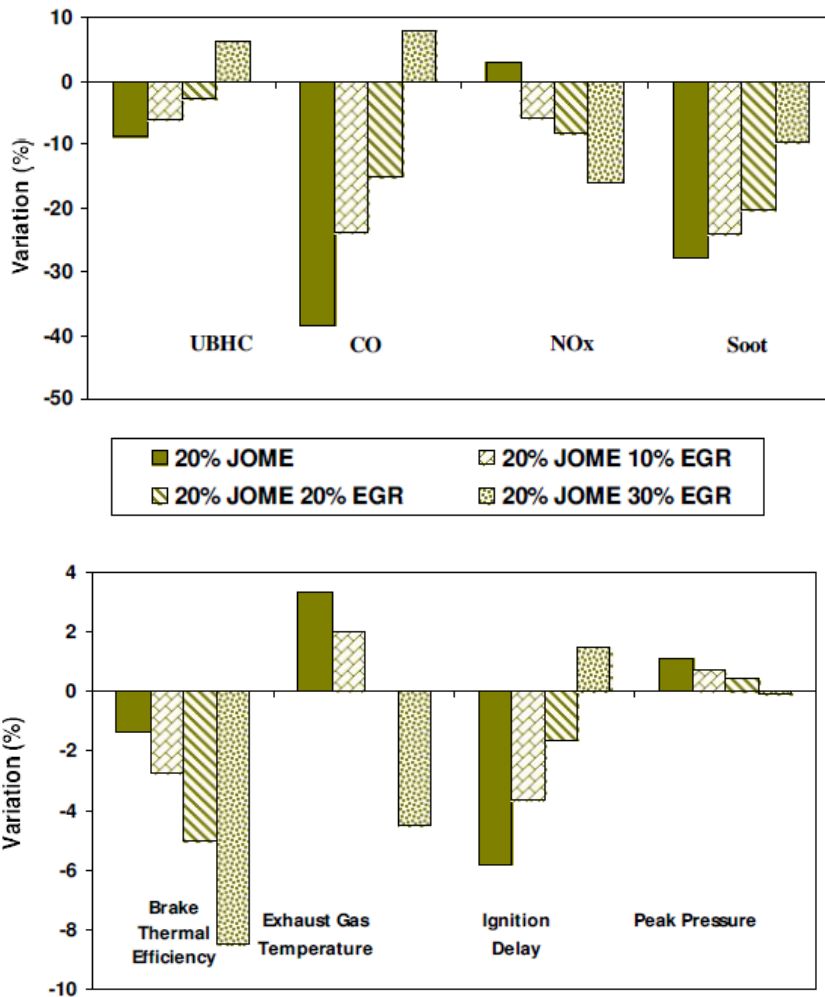 10
0
-10
-20
-30
-40
-50
Variation (%)
UBHC CO NOx Soot
20% JOME 20% JOME 10% EGR
20% JOME 20% EGR 20% JOME 30% EGR
4
2
0
-2
-4
-6
-8
-10
Variation (%)
Brake
Thermal
Efficiency
Exhaust Gas
Temperature
Ignition
Delay
Peak Pressure